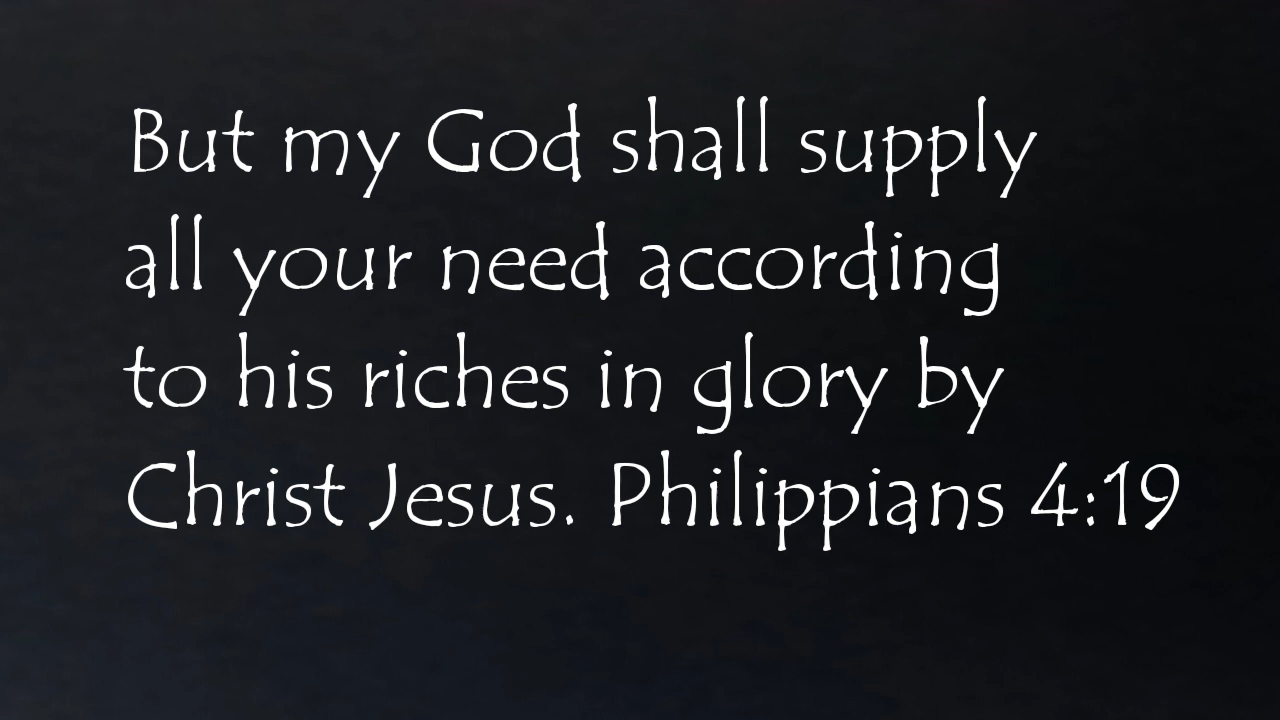 But my God shall supply
all your need according
to his riches in glory by
Christ Jesus. Philippians 4:19